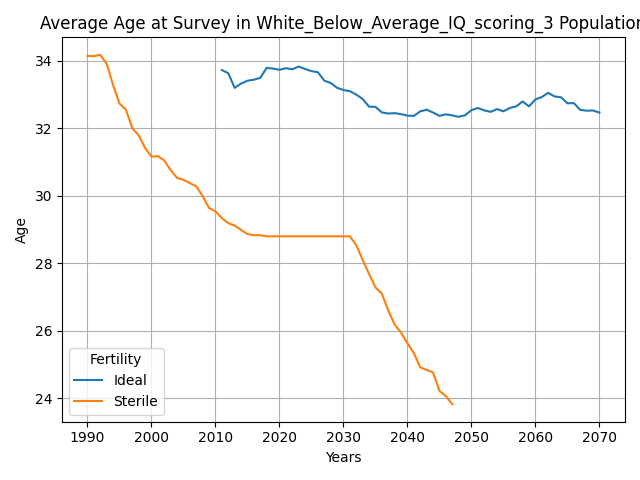 Average Age at Survey in White_Below_Average_IQ_scoring_3 Population
34
32
30
28
26
24
Age
1990
2000
2010
2020
2030
2040
2050
2060
2070
Years
Fertility
Ideal
Sterile